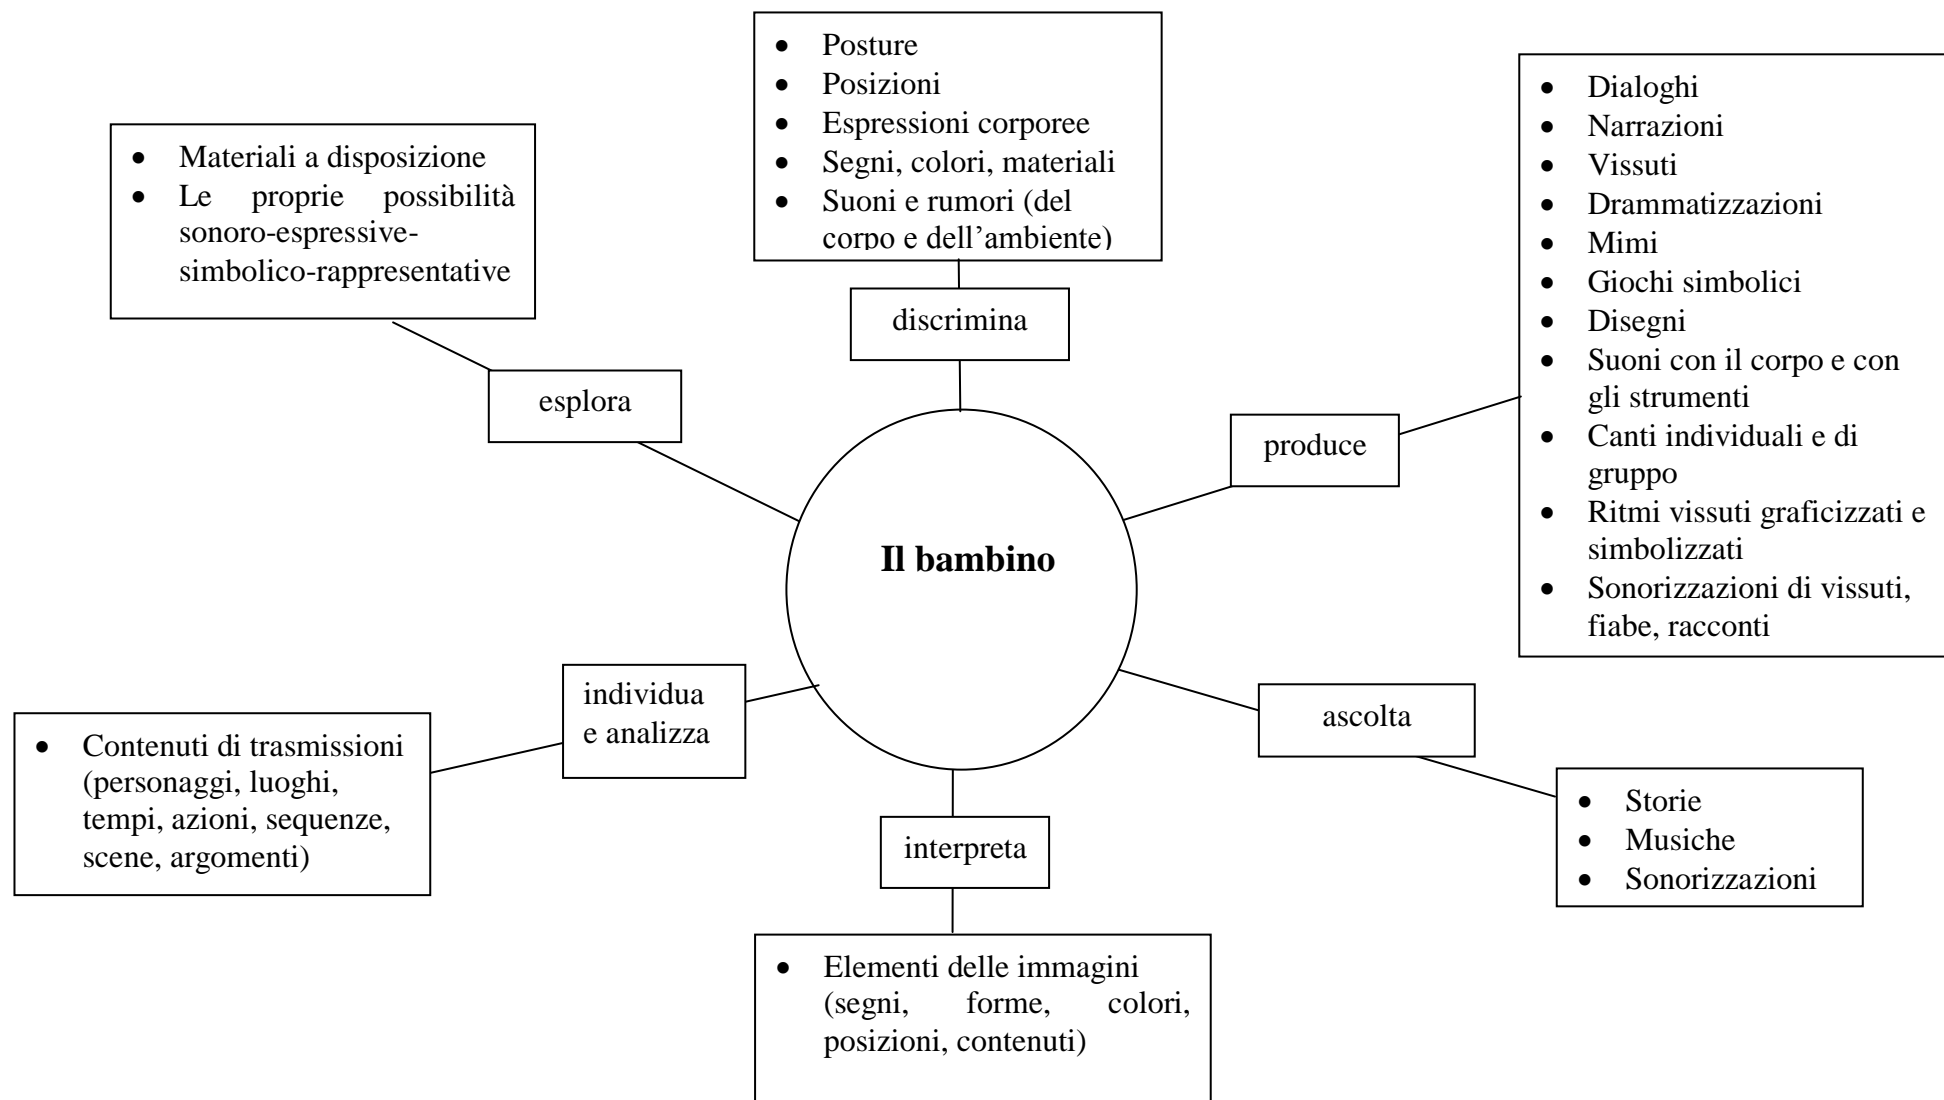 • Posture
• Posizioni
• Espressioni corporee
• Segni, colori, materiali
• Suoni e rumori (del
corpo e dell’ambiente)
discrimina
• Materiali a disposizione
• Le proprie possibilità
sonoro-espressive-
simbolico-rappresentative
esplora
• Dialoghi
• Narrazioni
• Vissuti
• Drammatizzazioni
• Mimi
• Giochi simbolici
• Disegni
• Suoni con il corpo e con
gli strumenti
• Canti individuali e di
gruppo
• Ritmi vissuti graficizzati e
simbolizzati
• Sonorizzazioni di vissuti,
fiabe, racconti
produce
Il bambino
individua
e analizza
• Contenuti di trasmissioni
(personaggi, luoghi,
tempi, azioni, sequenze,
scene, argomenti)
ascolta
• Storie
• Musiche
• Sonorizzazioni
interpreta
• Elementi delle immagini
(segni, forme, colori,
posizioni, contenuti)